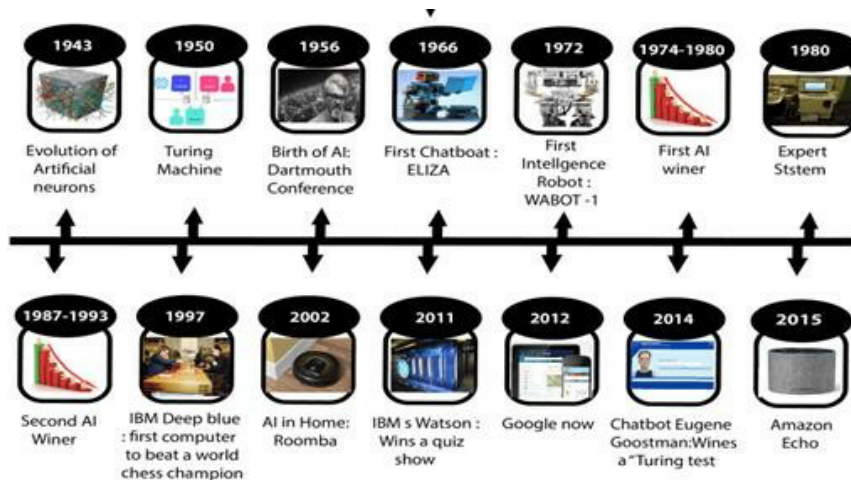 1943
1950
1956
1966
1972
1974-1980
1980
Evolution of
Artificial
neurons
Turing
Machine
Birth of AI:
Dartmouth
Conference
First Chatboat :
ELIZA
First
Intellgence
Robot :
WABOT -1
First AI
winer
Expert
Ststem
1987-1993
1997
2002
2011
2012
2014
2015
Second AI
Winer
IBM Deep blue
: first computer
to beat a world
chess champion
AI in Home:
Roomba
IBM s Watson :
Wins a quiz
show
Google now
Chatbot Eugene
Goostman:Wines
a "Turing test
Amazon
Echo